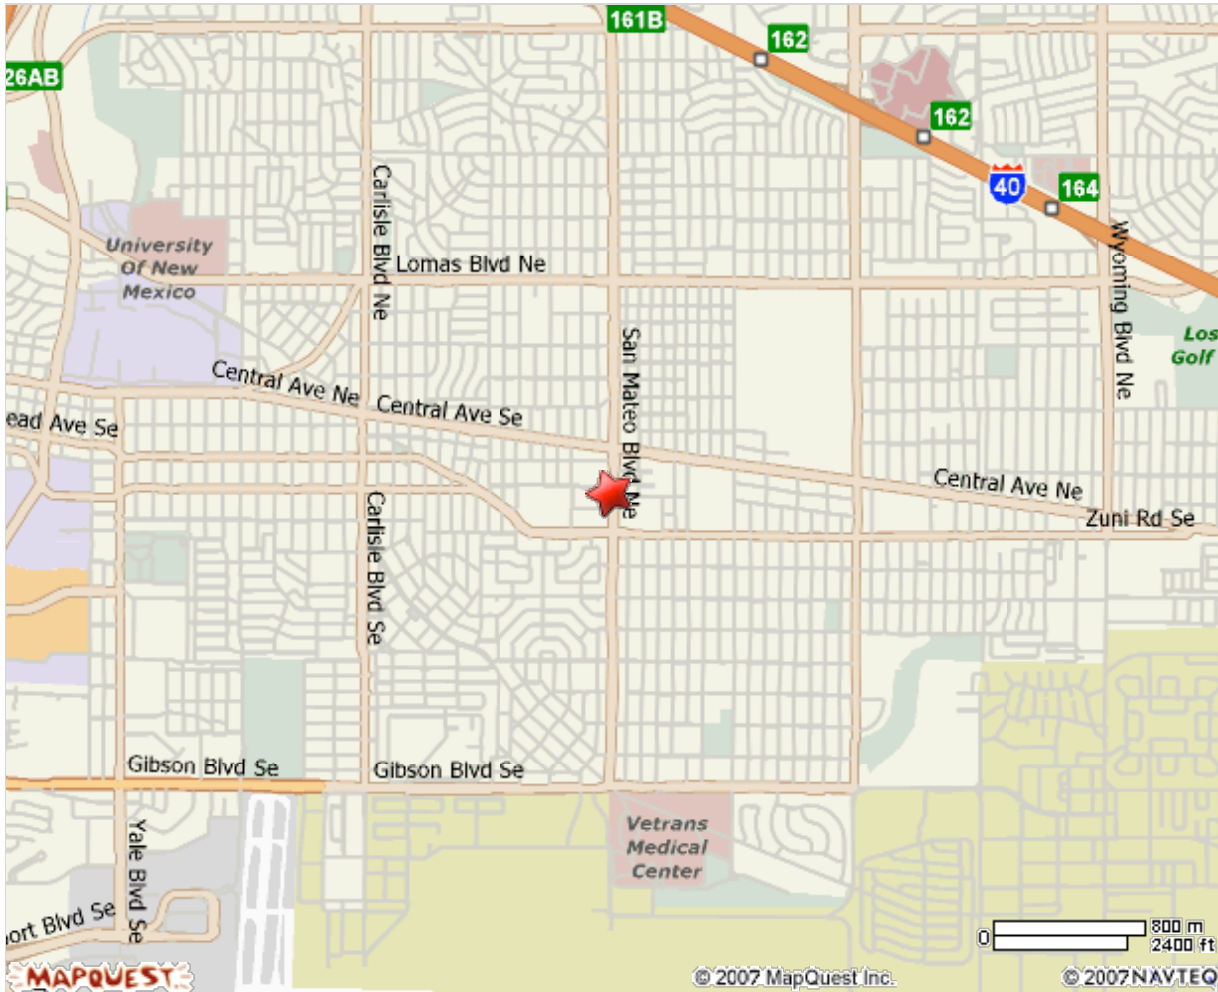 161B
162
26AB
162
40
164
Carlisle Blvd Ne
Wyoming Blvd Ne
University
Of New
Mexico
Lomas Blvd Ne
San Mateo Blvd Ne
Los
Golf
Central Ave Ne
Central Ave Se
ead Ave Se
Central Ave Ne
Zuni Rd Se
Carlisle Blvd Se
Gibson Blvd Se
Gibson Blvd Se
Yale Blvd Se
Vetrans
Medical
Center
ort Blvd Se
0
800 m
2400 ft
MAPQUEST
© 2007 MapQuest Inc.
© 2007 NAVTEQ